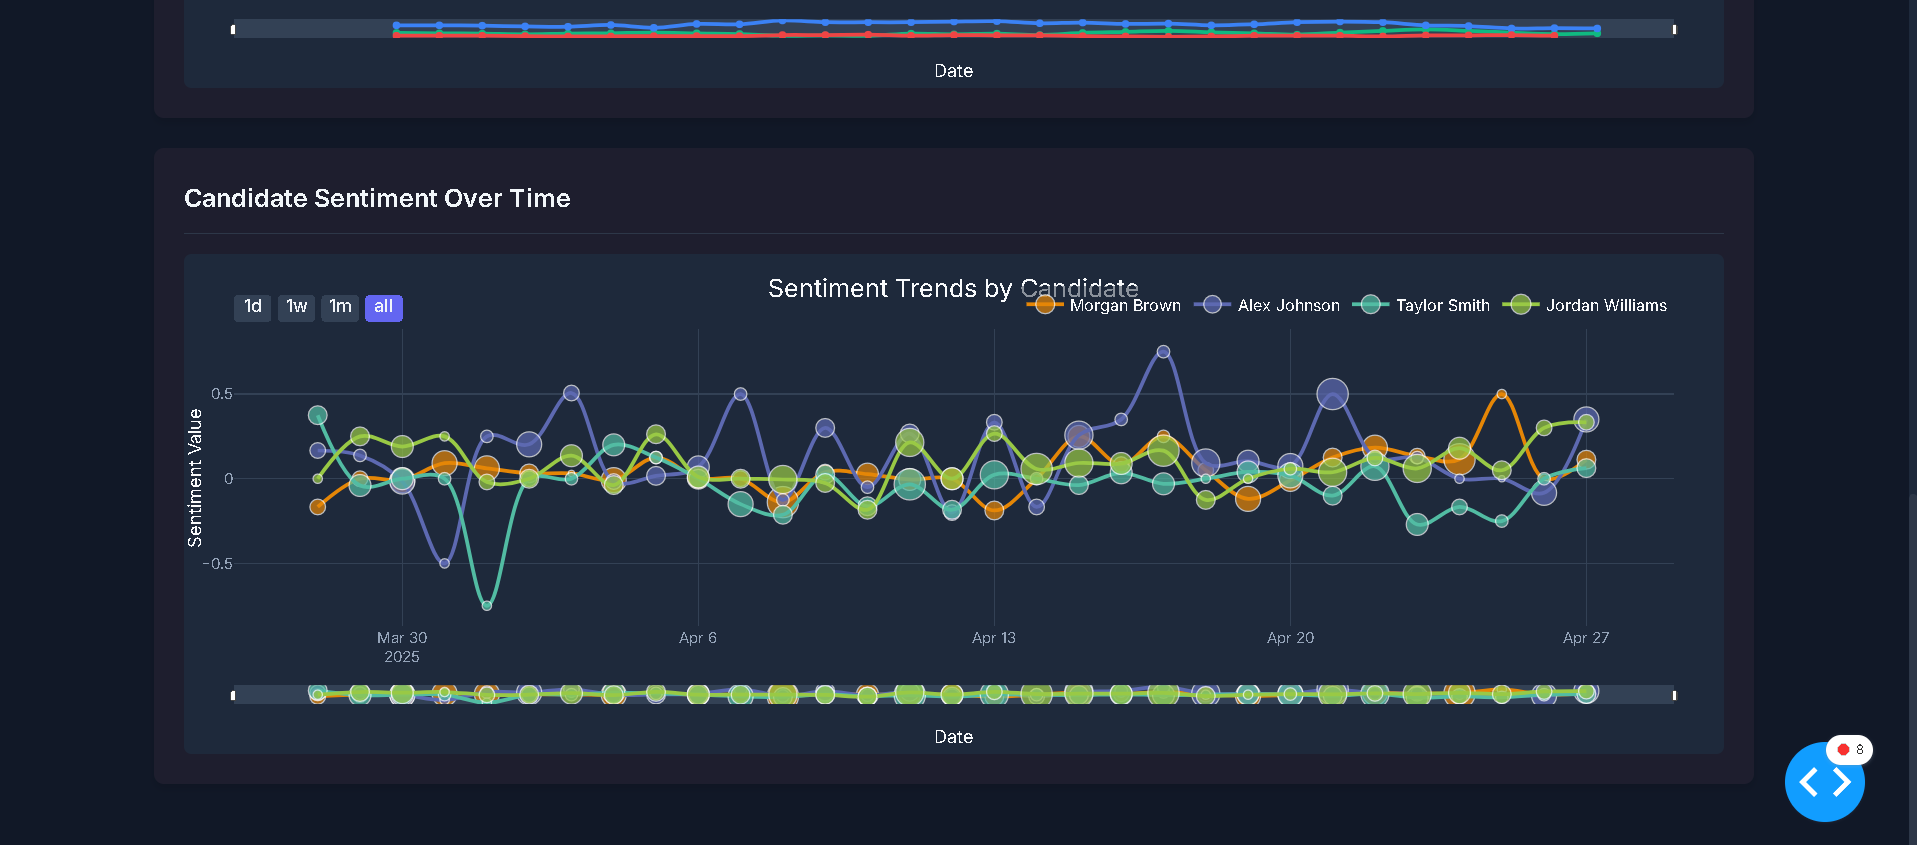 Date
Candidate Sentiment Over Time
Sentiment Trends by Candidate
1d 1w 1m all
Morgan Brown Alex Johnson Taylor Smith Jordan Williams
Sentiment Value
0.5
0
−0.5
Mar 30 Apr 6 Apr 13 Apr 20 Apr 27
2025
Date
8